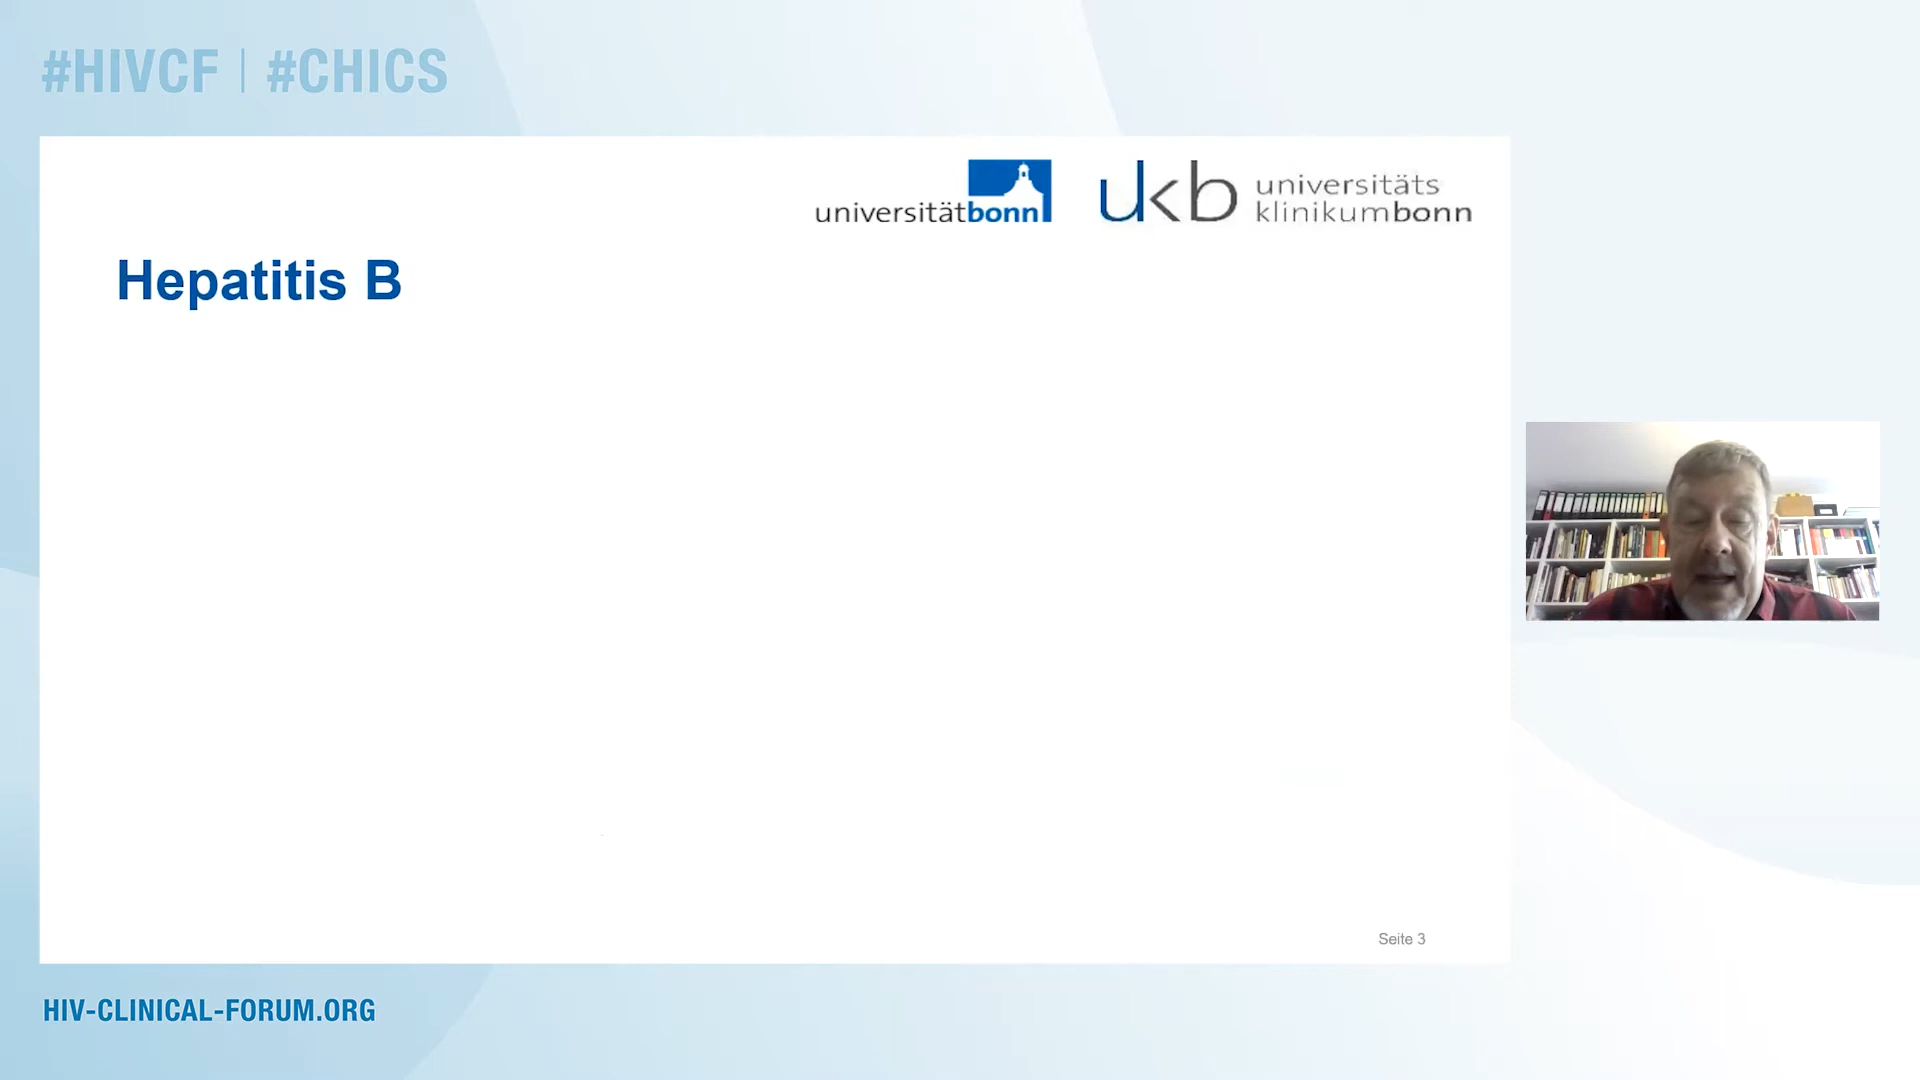 #HIVCF | #CHICS
universitätbonn
ukb universitäts
klinikumbonn
Hepatitis B
Seite 3
HIV-CLINICAL-FORUM.ORG